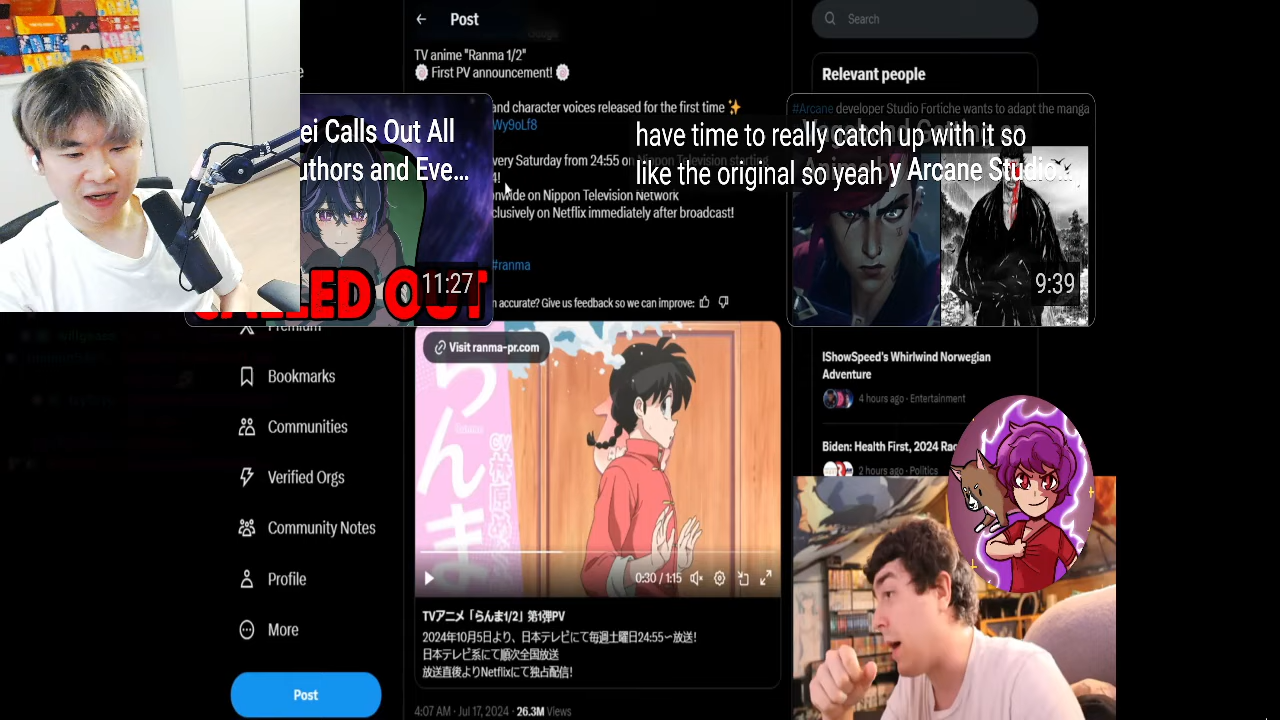 Post
Search
Google
TV anime "Ranma 1/2"
First PV announcement!
Relevant people
and character voices released for the first time
#Arcane developer Studio Fortiche wants to adapt the manga
Wy9oLf8
ei Calls Out All
uthors and Eve...
have time to really catch up with it so
like the original so yeah
y Arcane Studio...
very Saturday from 24:55 on Nippon Television starting
4!
onwide on Nippon Television Network
clusively on Netflix immediately after broadcast!
#ranma
CALLED OUT
11:27
9:39
n accurate? Give us feedback so we can improve:
Premium
Visit ranma-pr.com
らんま
IShowSpeed's Whirlwind Norwegian
Adventure
4 hours ago · Entertainment
Bookmarks
Communities
Biden: Health First, 2024 Rac
2 hours ago · Politics
Verified Orgs
Community Notes
Profile
0:30 / 1:15
TVアニメ「らんま1/2」第1弾PV
2024年10月5日より、日本テレビにて毎週土曜日24:55〜放送!
日本テレビ系にて順次全国放送
放送直後よりNetflixにて独占配信!
More
Post
4:07 AM · Jul 17, 2024 · 26.3M Views